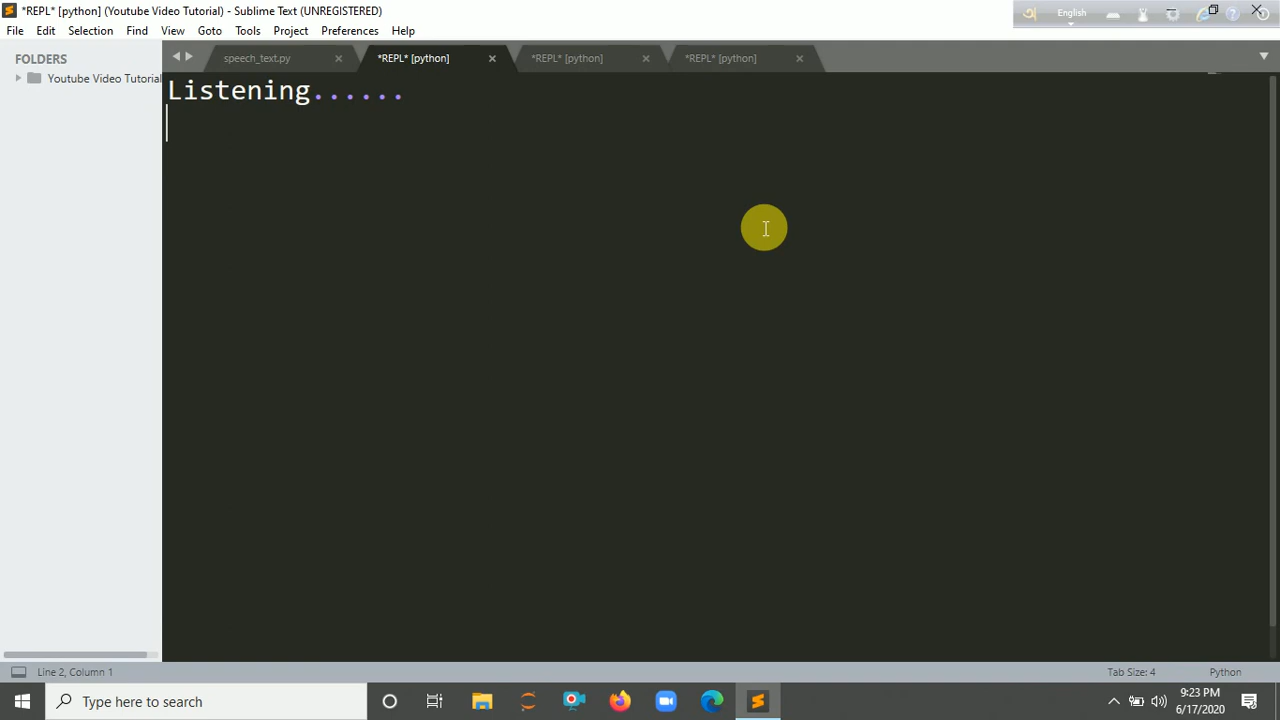 *REPL* [python] (Youtube Video Tutorial) - Sublime Text (UNREGISTERED)
English
File Edit Selection Find View Goto Tools Project Preferences Help
FOLDERS
Youtube Video Tutorial
speech_text.py
*REPL* [python]
*REPL* [python]
*REPL* [python]
Listening......
Line 2, Column 1
Tab Size: 4
Python
Type here to search
9:23 PM
6/17/2020